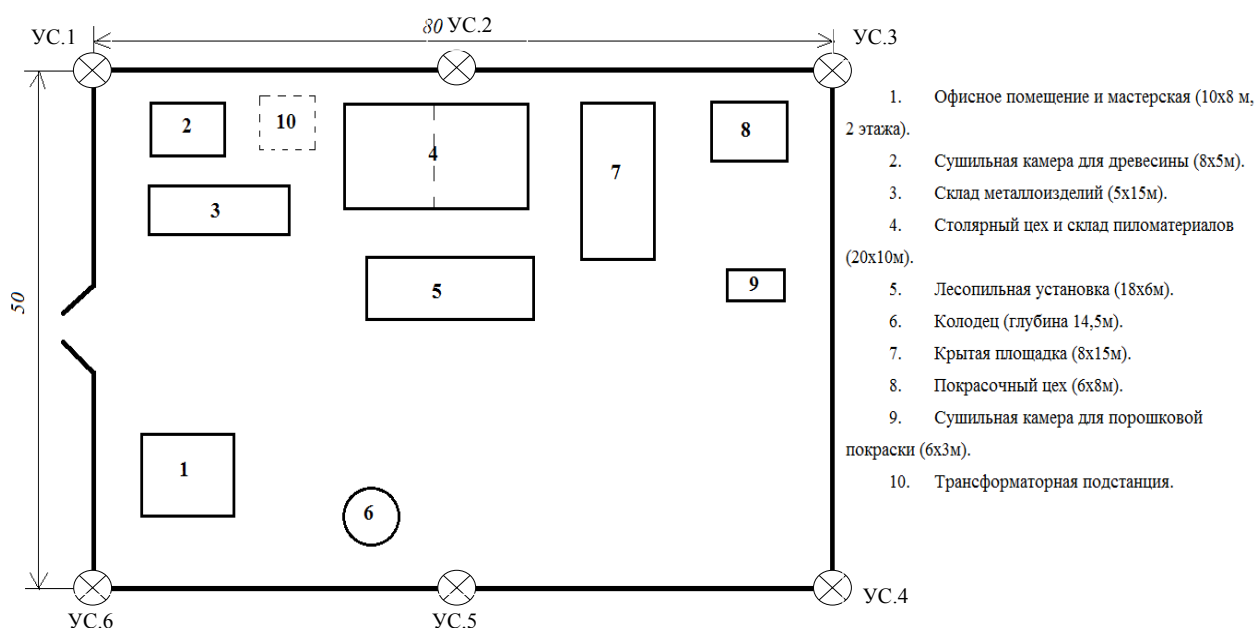 80 УС.2
УС.1
УС.3
50
2
10
4
7
8
3
5
9
1
6
УС.4
УС.6
УС.5
1. Офисное помещение и мастерская (10х8 м,
2 этажа).
2. Сушильная камера для древесины (8х5м).
3. Склад металлоизделий (5х15м).
4. Столярный цех и склад пиломатериалов
(20х10м).
5. Лесопильная установка (18х6м).
6. Колодец (глубина 14,5м).
7. Крытая площадка (8х15м).
8. Покрасочный цех (6х8м).
9. Сушильная камера для порошковой
покраски (6х3м).
10. Трансформаторная подстанция.